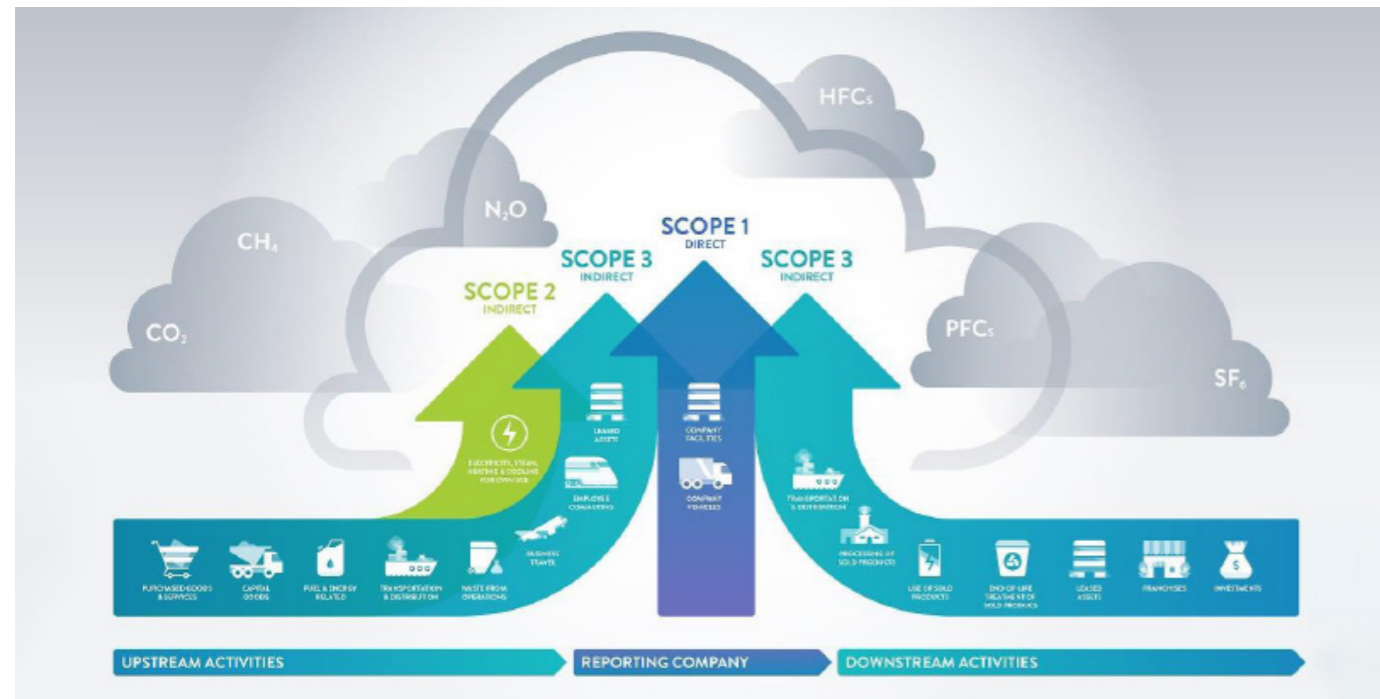 HFCs
N₂O
CH₄
CO₂
PFCs
SF₆
SCOPE 1
DIRECT
SCOPE 3
INDIRECT
SCOPE 3
INDIRECT
SCOPE 2
INDIRECT
ELECTRICITY, STEAM,
HEATING & COOLING
FOR OWN USE
LEASED
ASSETS
EMPLOYEE
COMMUTING
BUSINESS
TRAVEL
PURCHASED GOODS
& SERVICES
CAPITAL
GOODS
FUEL & ENERGY
RELATED
TRANSPORTATION
& DISTRIBUTION
WASTE FROM
OPERATIONS
COMPANY
FACILITIES
COMPANY
VEHICLES
TRANSPORTATION
& DISTRIBUTION
PROCESSING OF
SOLD PRODUCTS
USE OF SOLD
PRODUCTS
END-OF-LIFE
TREATMENT OF
SOLD PRODUCT
LEASED
ASSETS
FRANCHISES
$
INVESTMENTS
UPSTREAM ACTIVITIES
REPORTING COMPANY
DOWNSTREAM ACTIVITIES